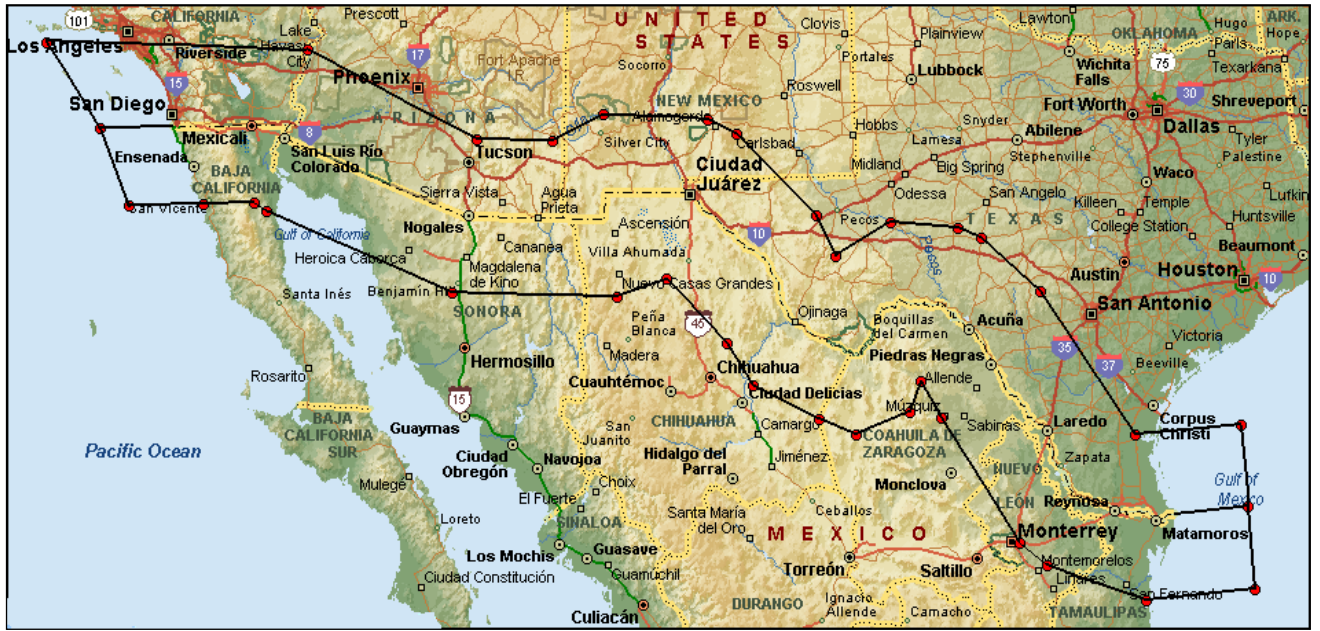 101
CALIFORNIA
Prescott
UNITED
STATES
Clovis
Plainview
Lawton
Hugo
ARK.
Hope
Los Angeles
Riverside
Lake
Havasu
City
17
Fort Apache
I.R.
Socorro
Portales
OKLAHOMA
Paris
Texarkana
15
Phoenix
Roswell
Lubbock
Wichita
Falls
75
30
San Diego
ARIZONA
NEW MEXICO
Alamogordo
Fort Worth
Shreveport
Mexicali
8
Silver City
Carlsbad
Hobbs
Lamesa
Snyder
Abilene
Dallas
Tyler
Ensenada
San Luis Río
Colorado
Tucson
Ciudad
Juárez
Midland
Big Spring
Stephenville
Palestine
BAJA
CALIFORNIA
Sierra Vista
Agua
Prieta
Odessa
San Angelo
Waco
Killeen
Temple
Lufkin
San Vicente
Nogales
Ascensión
Pecos
TEXAS
College Station
Huntsville
Gulf of California
Cananea
10
Pecos
Beaumont
Heroica Caborca
Magdalena
de Kino
Villa Ahumada
Austin
Houston
10
Santa Inés
Benjamín Hill
Nuevo Casas Grandes
SONORA
San Antonio
Peña
Blanca
45
Ojinaga
Boquillas
del Carmen
Acuña
Victoria
Hermosillo
Madera
Chihuahua
Piedras Negras
35
37
Beeville
Rosarito
Cuauhtémoc
Ciudad Delicias
Allende
15
BAJA
CALIFORNIA
SUR
Guaymas
CHIHUAHUA
San
Juanito
Camargo
Múzquiz
Sabinas
Laredo
Corpus
Christi
Pacific Ocean
Ciudad
Obregón
Navojoa
Hidalgo del
Parral
Jiménez
COAHUILA DE
ZARAGOZA
Zapata
Mulegé
El Fuerte
Choix
Monclova
NUEVO
LEÓN
Gulf of
Mexico
Loreto
SINALOA
Santa María
del Oro
Ceballos
Reynosa
MEXICO
Monterrey
Matamoros
Los Mochis
Guasave
Torreón
Saltillo
Montemorelos
Ciudad Constitución
Guamúchil
Linares
San Fernando
Culiacán
DURANGO
Ignacio
Allende
Camacho
TAMAULIPAS